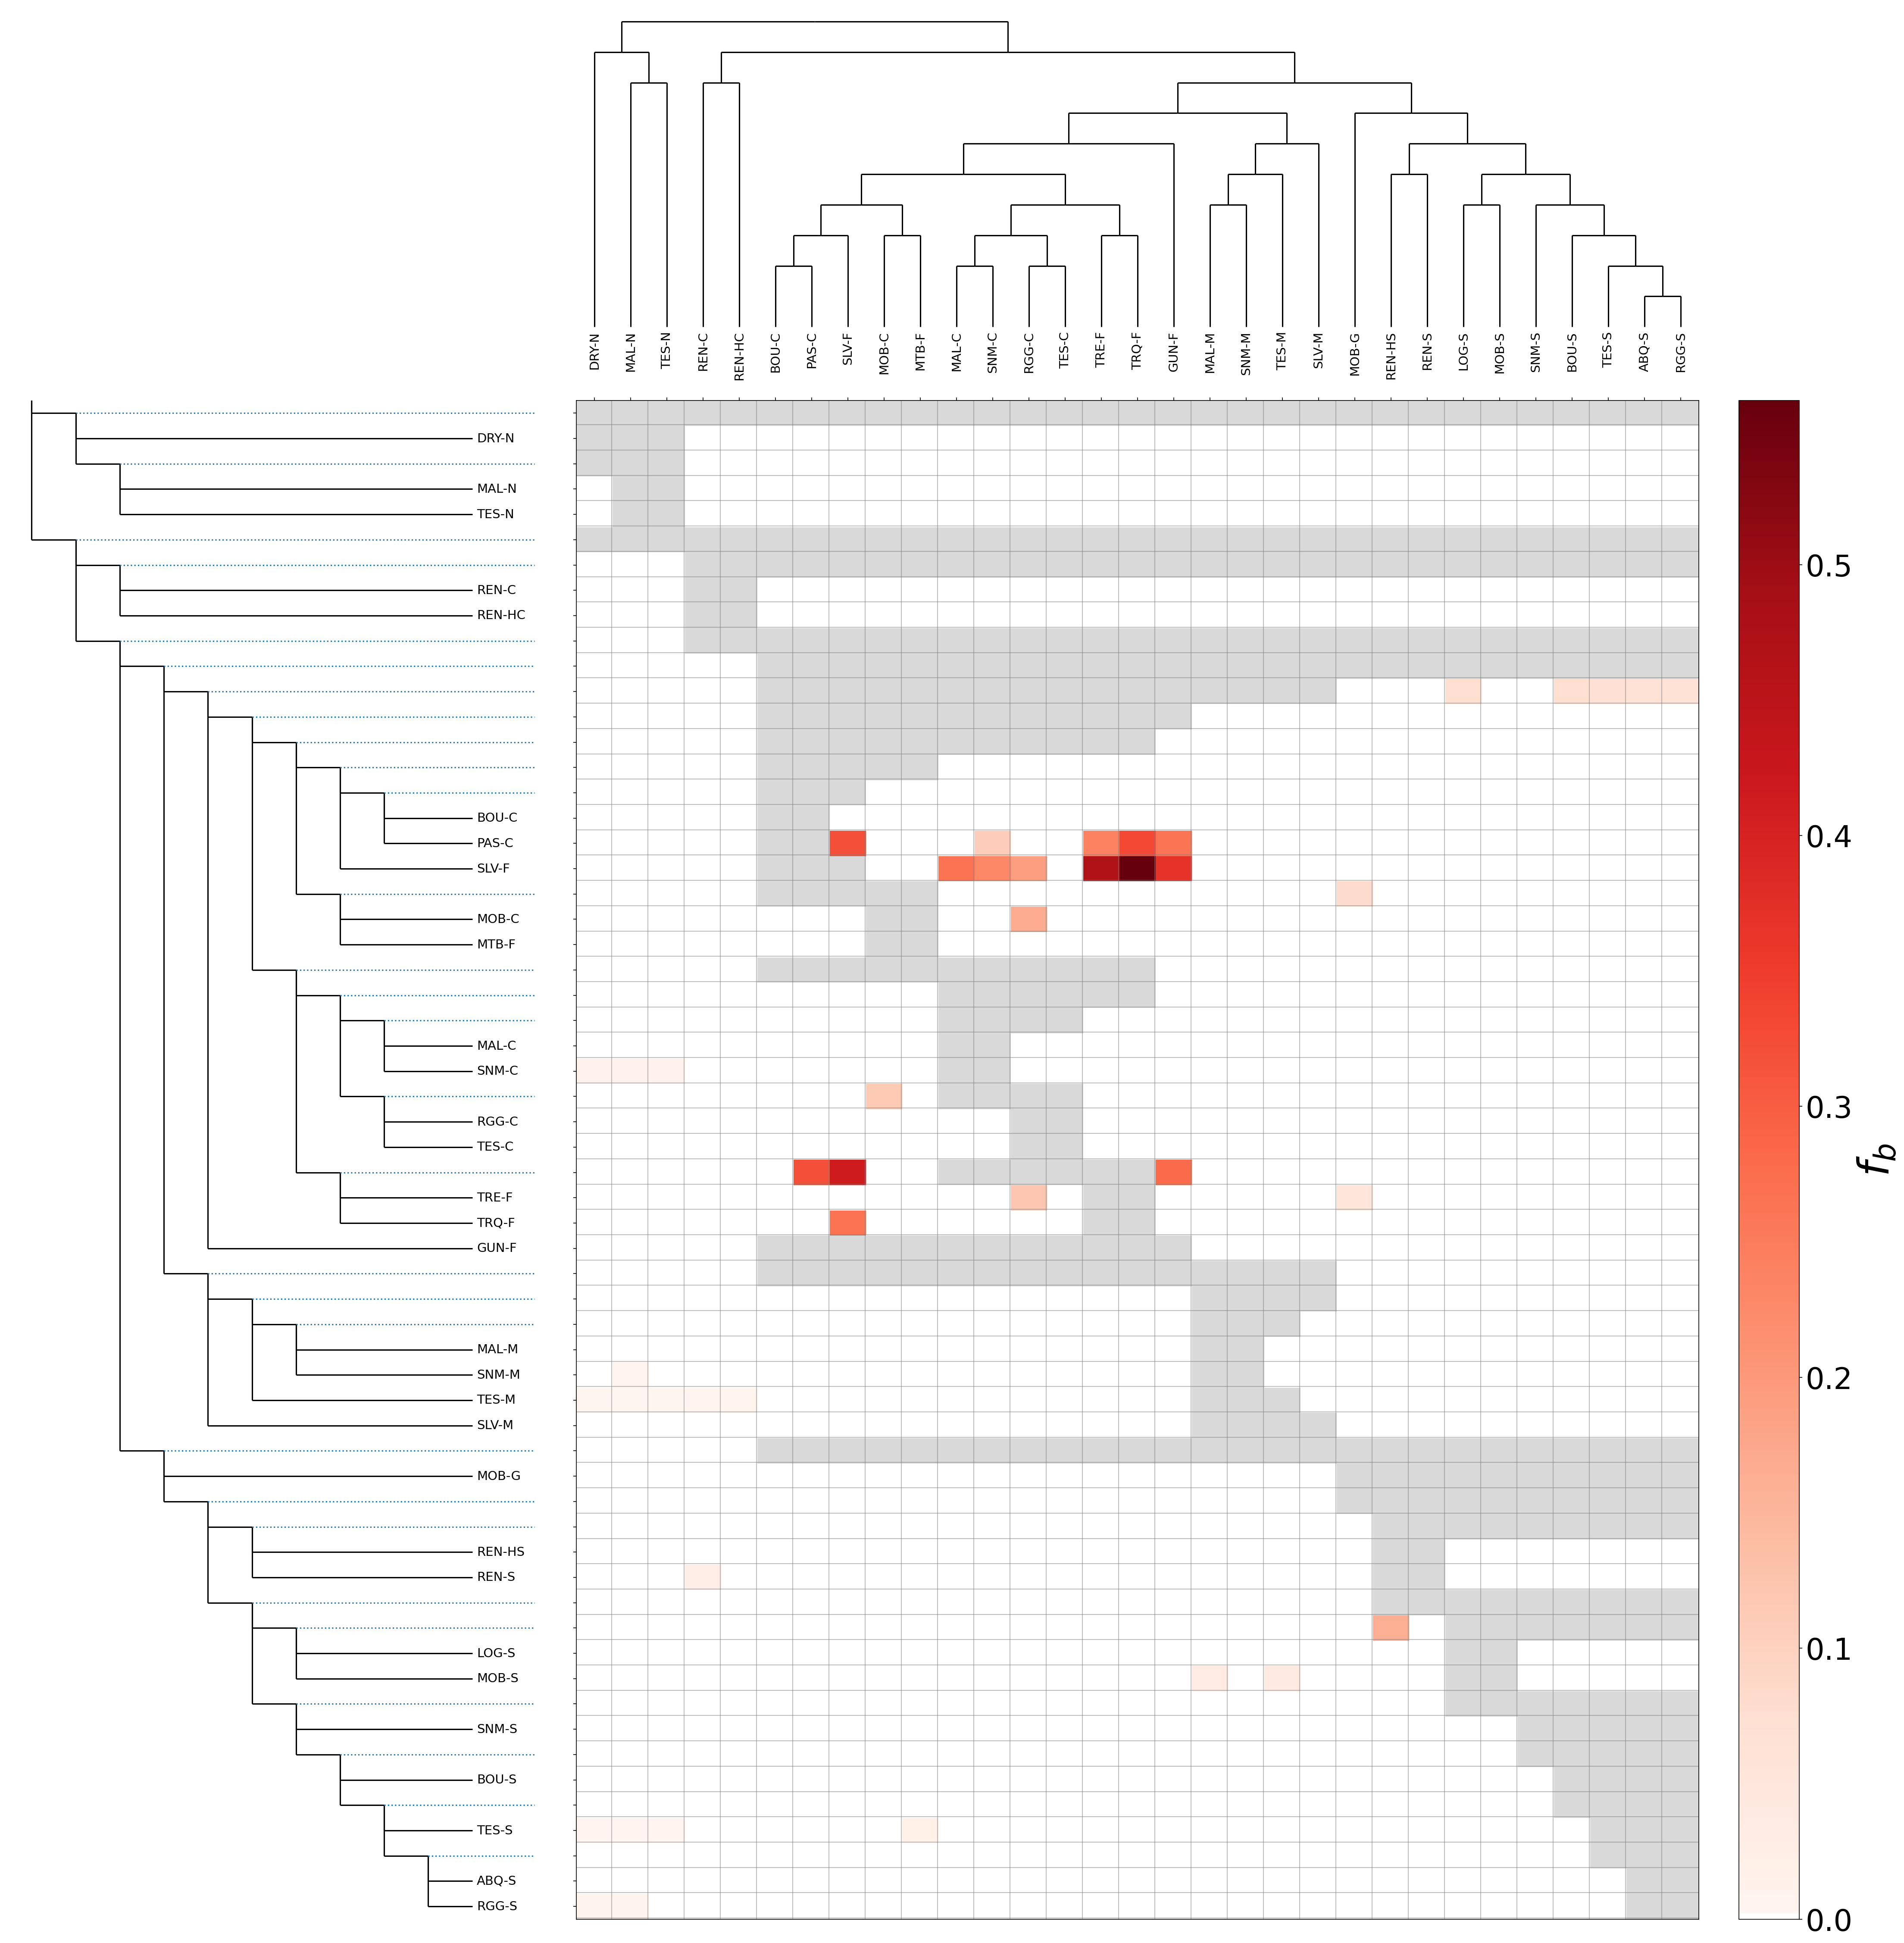 DRY-N
MAL-N
TES-N
REN-C
REN-HC
BOU-C
PAS-C
SLV-F
MOB-C
MTB-F
MAL-C
SNM-C
RGG-C
TES-C
TRE-F
TRQ-F
GUN-F
MAL-M
SNM-M
TES-M
SLV-M
MOB-G
REN-HS
REN-S
LOG-S
MOB-S
SNM-S
BOU-S
TES-S
ABQ-S
RGG-S
DRY-N
MAL-N
TES-N
REN-C
REN-HC
BOU-C
PAS-C
SLV-F
MOB-C
MTB-F
MAL-C
SNM-C
RGG-C
TES-C
TRE-F
TRQ-F
GUN-F
MAL-M
SNM-M
TES-M
SLV-M
MOB-G
REN-HS
REN-S
LOG-S
MOB-S
SNM-S
BOU-S
TES-S
ABQ-S
RGG-S
0.5
0.4
0.3
0.2
0.1
0.0
f_b